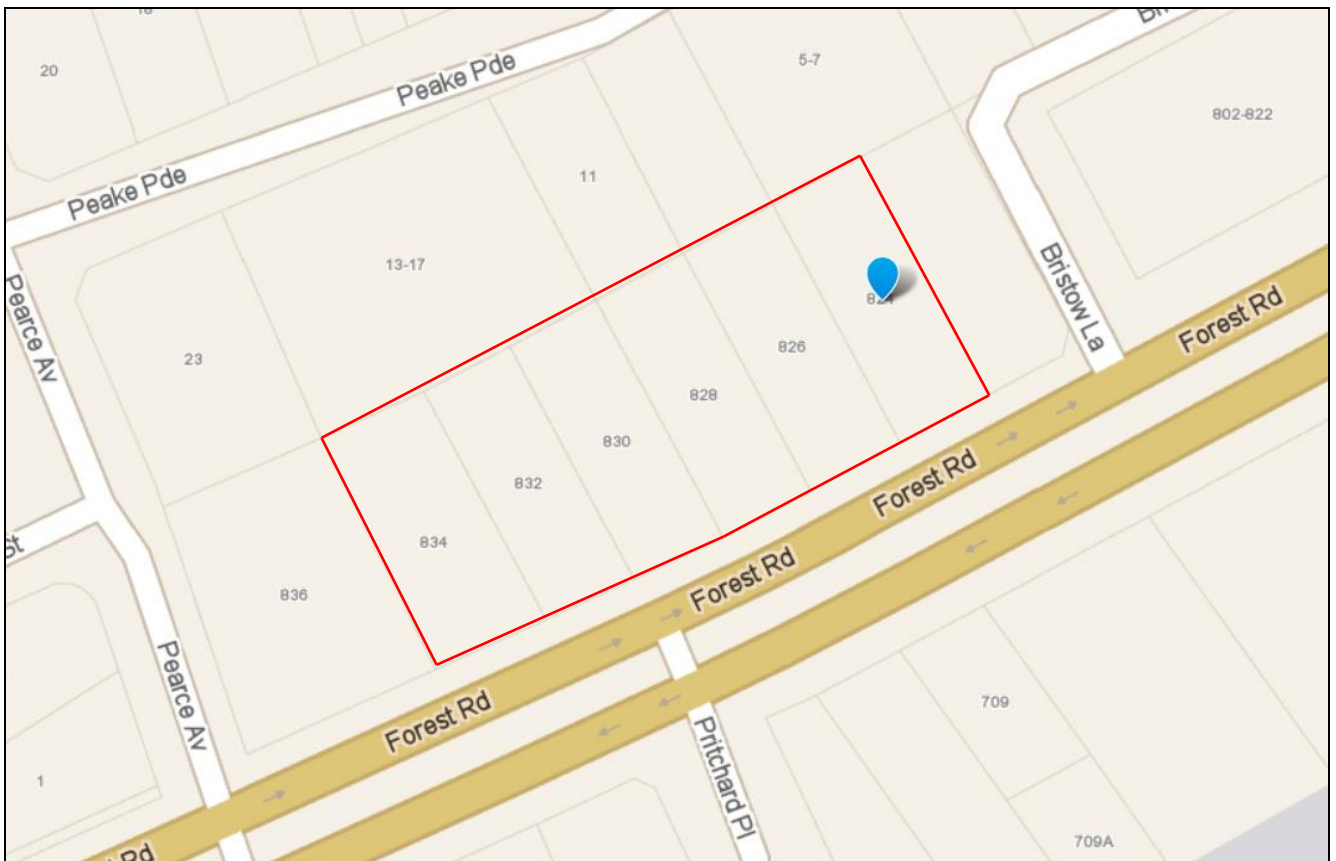 20
Peake Pde
5-7
802-822
11
Peake Pde
13-17
Pearce Av
23
Bristow La
Forest Rd
826
828
830
832
834
836
Forest Rd
Forest Rd
St
Pearce Av
Forest Rd
Pritchard Pl
709
1
709A
Rd